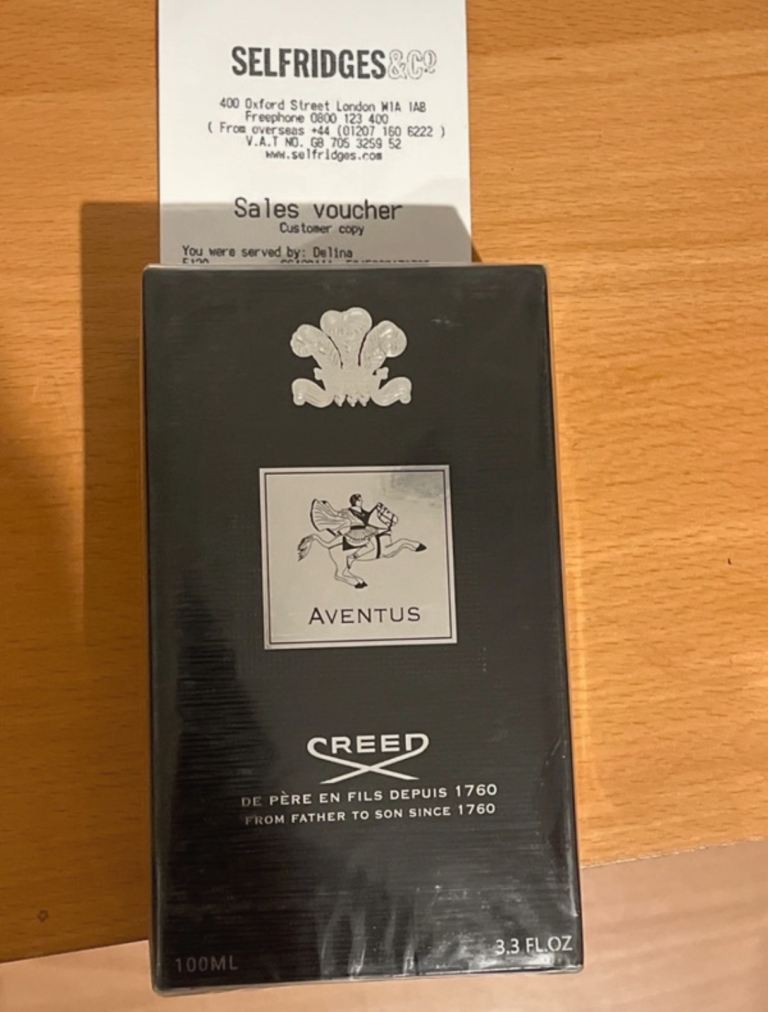 SELFRIDGES&Cº
400 Oxford Street London W1A 1AB
Freephone 0800 123 400
( From overseas +44 (01207 160 6222 )
V.A.T NO. GB 705 3259 52
www.selfridges.com
Sales voucher
Customer copy
You were served by: Delina
AVENTUS
CREED
DE PÈRE EN FILS DEPUIS 1760
FROM FATHER TO SON SINCE 1760
100ML
3.3 FL.OZ